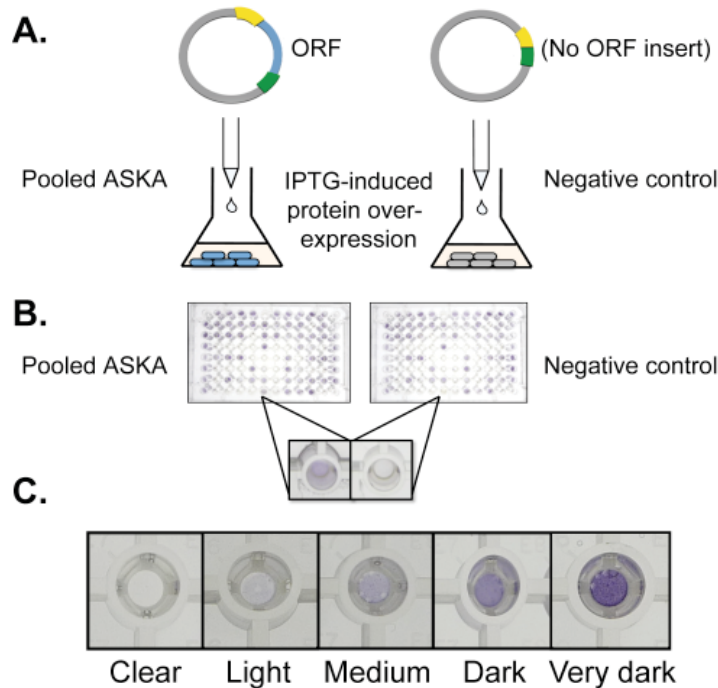 A.
ORF
(No ORF insert)
Pooled ASKA
IPTG-induced
protein over-
expression
Negative control
B.
Pooled ASKA
Negative control
C.
Clear
Light
Medium
Dark
Very dark